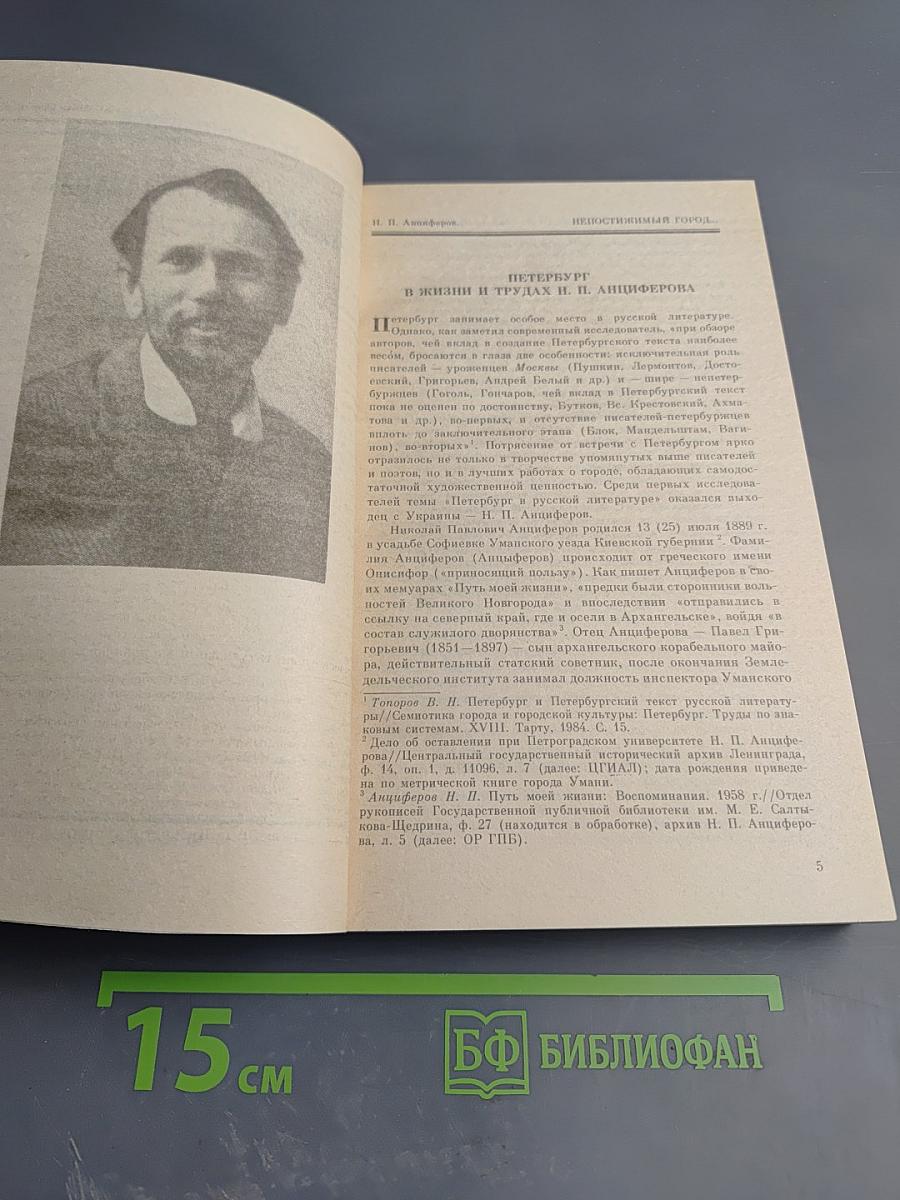 Н. П. Анциферов. НЕПОСТИЖИМЫЙ ГОРОД...
ПЕТЕРБУРГ
В ЖИЗНИ И ТРУДАХ Н. П. АНЦИФЕРОВА
Петербург занимает особое место в русской литературе.
Однако, как заметил современный исследователь, «при обзоре
авторов, чей вклад в создание Петербургского текста наиболее
весо́м, бросаются в глаза две особенности: исключительная роль
писателей — уроженцев Москвы (Пушкин, Лермонтов, Досто-
евский, Григорьев, Андрей Белый и др.) и — шире — непетер-
буржцев (Гоголь, Гончаров, чей вклад в Петербургский текст
пока не оценен по достоинству, Бутков, Вс. Крестовский, Ахма-
това и др.), во-первых, и отсутствие писателей-петербуржцев
вплоть до заключительного этапа (Блок, Мандельштам, Ваги-
нов), во-вторых»¹. Потрясение от встречи с Петербургом ярко
отразилось не только в творчестве упомянутых выше писателей
и поэтов, но и в лучших работах о городе, обладающих самодос-
таточной художественной ценностью. Среди первых исследова-
телей темы «Петербург в русской литературе» оказался выхо-
дец с Украины — Н. П. Анциферов.
Николай Павлович Анциферов родился 13 (25) июля 1889 г.
в усадьбе Софиевке Уманского уезда Киевской губернии². Фами-
лия Анциферов (Анцыферов) происходит от греческого имени
Онисифор («приносящий пользу»). Как пишет Анциферов в сво-
их мемуарах «Путь моей жизни», «предки были сторонники воль-
ностей Великого Новгорода» и впоследствии «отправились в
ссылку на северный край, где и осели в Архангельске», войдя «в
состав служилого дворянства»³. Отец Анциферова — Павел Гри-
горьевич (1851—1897) — сын архангельского корабельного майо-
ра, действительный статский советник, после окончания Земле-
дельческого института занимал должность инспектора Уманского
¹ Топоров В. Н. Петербург и Петербургский текст русской литерату-
ры//Семиотика города и городской культуры: Петербург. Труды по зна-
ковым системам. XVIII. Тарту, 1984. С. 15.
² Дело об оставлении при Петроградском университете Н. П. Анцифе-
рова//Центральный государственный исторический архив Ленинграда,
ф. 14, оп. 1, д. 11096, л. 7 (далее: ЦГИАЛ); дата рождения приведе-
на по метрической книге города Умани.
³ Анциферов Н. П. Путь моей жизни: Воспоминания. 1958 г.//Отдел
рукописей Государственной публичной библиотеки им. М. Е. Салты-
кова-Щедрина, ф. 27 (находится в обработке), архив Н. П. Анциферо-
ва, л. 5 (далее: ОР ГПБ).
5
15 см
БФ БИБЛИОФАН